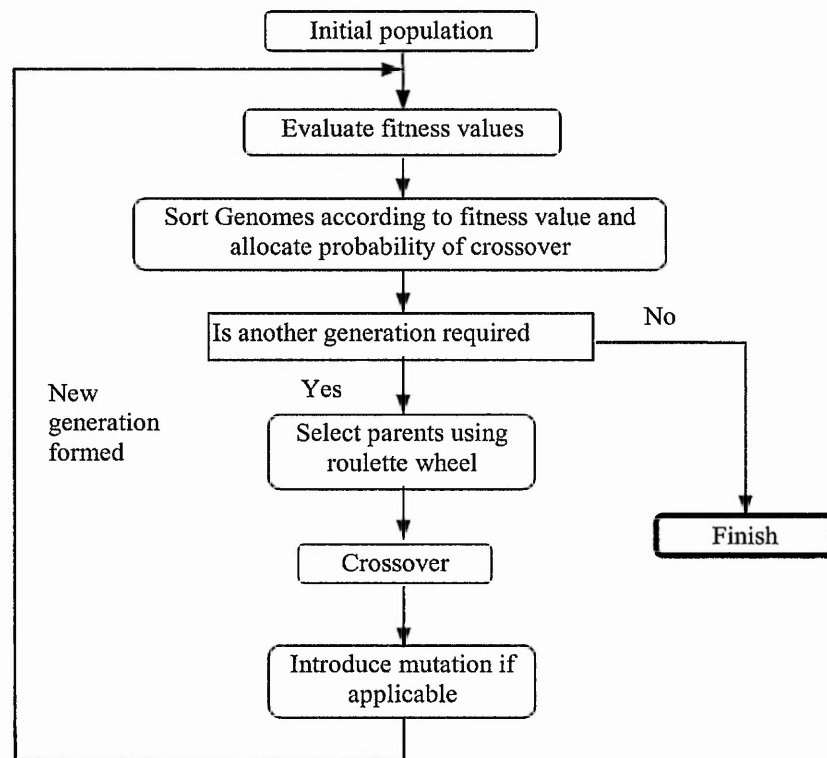 Initial population
Evaluate fitness values
Sort Genomes according to fitness value and
allocate probability of crossover
Is another generation required
No
Yes
New
generation
formed
Select parents using
roulette wheel
Finish
Crossover
Introduce mutation if
applicable